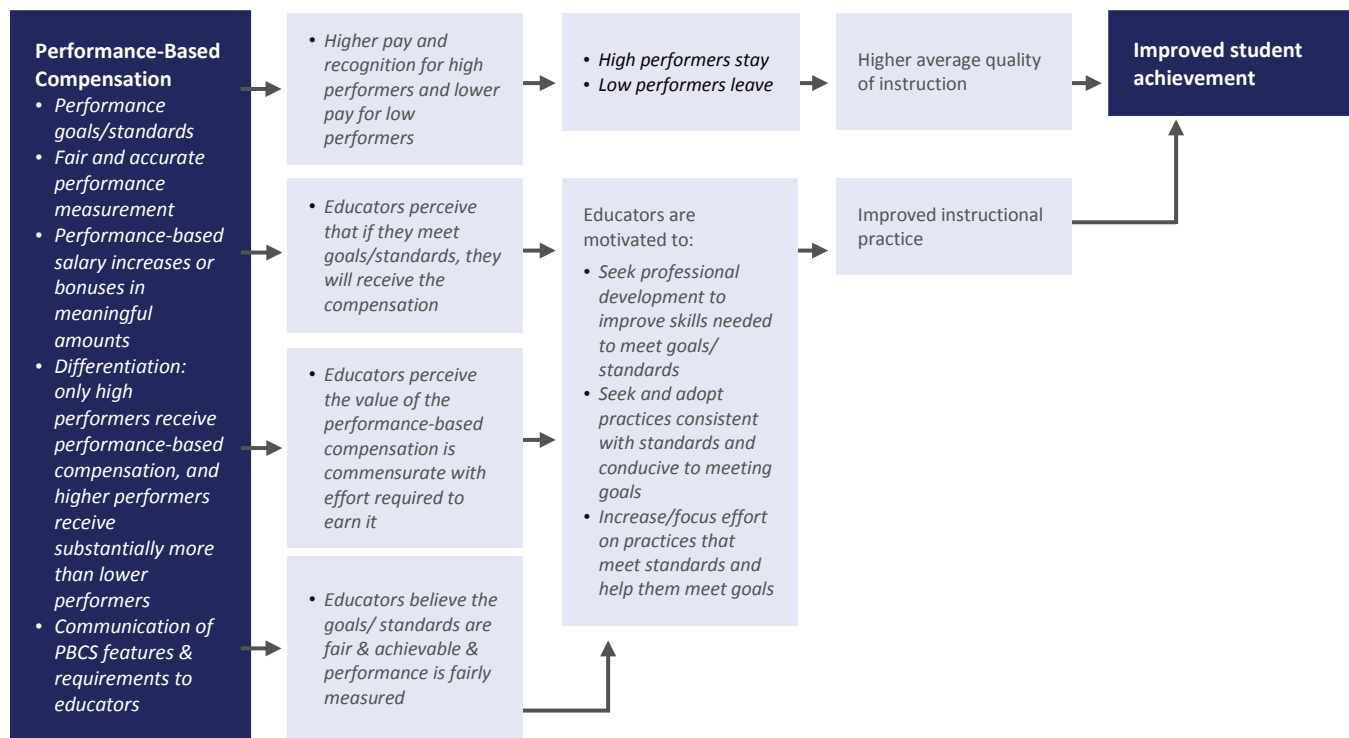 Performance-Based
Compensation
• Performance
goals/standards
• Fair and accurate
performance
measurement
• Performance-based
salary increases or
bonuses in
meaningful
amounts
• Differentiation:
only high
performers receive
performance-based
compensation, and
higher performers
receive
substantially more
than lower
performers
• Communication of
PBCS features &
requirements to
educators
• Higher pay and
recognition for high
performers and lower
pay for low
performers
• High performers stay
• Low performers leave
Higher average quality
of instruction
Improved student
achievement
• Educators perceive
that if they meet
goals/standards, they
will receive the
compensation
• Educators perceive
the value of the
performance-based
compensation is
commensurate with
effort required to
earn it
• Educators believe the
goals/ standards are
fair & achievable &
performance is fairly
measured
Educators are
motivated to:
• Seek professional
development to
improve skills needed
to meet goals/
standards
• Seek and adopt
practices consistent
with standards and
conducive to meeting
goals
• Increase/focus effort
on practices that
meet standards and
help them meet goals
Improved instructional
practice